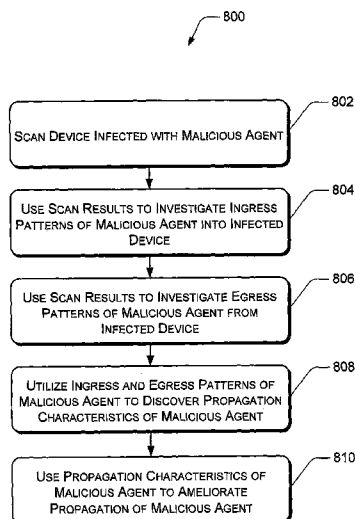 800
802
SCAN DEVICE INFECTED WITH MALICIOUS AGENT
804
USE SCAN RESULTS TO INVESTIGATE INGRESS
PATTERNS OF MALICIOUS AGENT INTO INFECTED
DEVICE
806
USE SCAN RESULTS TO INVESTIGATE EGRESS
PATTERNS OF MALICIOUS AGENT FROM
INFECTED DEVICE
808
UTILIZE INGRESS AND EGRESS PATTERNS OF
MALICIOUS AGENT TO DISCOVER PROPAGATION
CHARACTERISTICS OF MALICIOUS AGENT
810
USE PROPAGATION CHARACTERISTICS OF
MALICIOUS AGENT TO AMELIORATE
PROPAGATION OF MALICIOUS AGENT